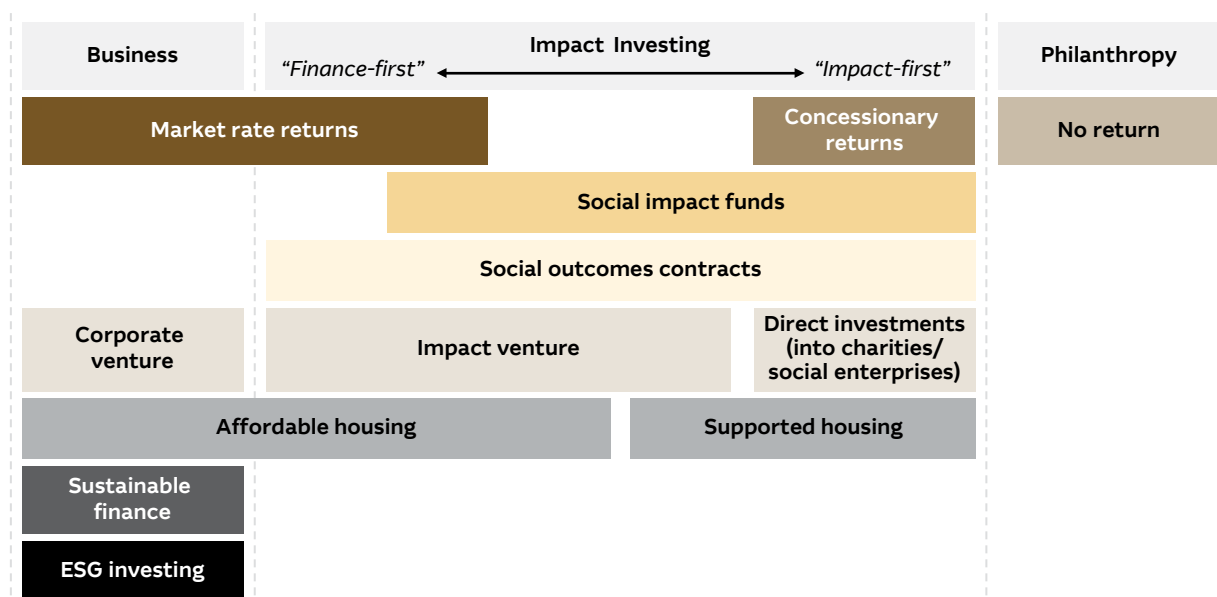 Business
Impact Investing
“Finance-first”
“Impact-first”
Philanthropy
Market rate returns
Concessionary
returns
No return
Social impact funds
Social outcomes contracts
Corporate
venture
Impact venture
Direct investments
(into charities/
social enterprises)
Affordable housing
Supported housing
Sustainable
finance
ESG investing